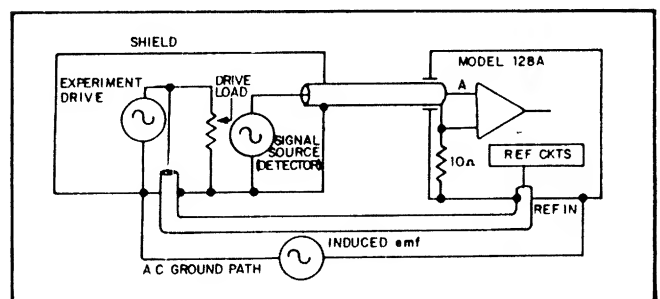 SHIELD
MODEL 128A
EXPERIMENT
DRIVE
DRIVE
LOAD
A
SIGNAL
SOURCE
(DETECTOR)
10Ω
REF CKTS
REF IN
INDUCED emf
AC GROUND PATH